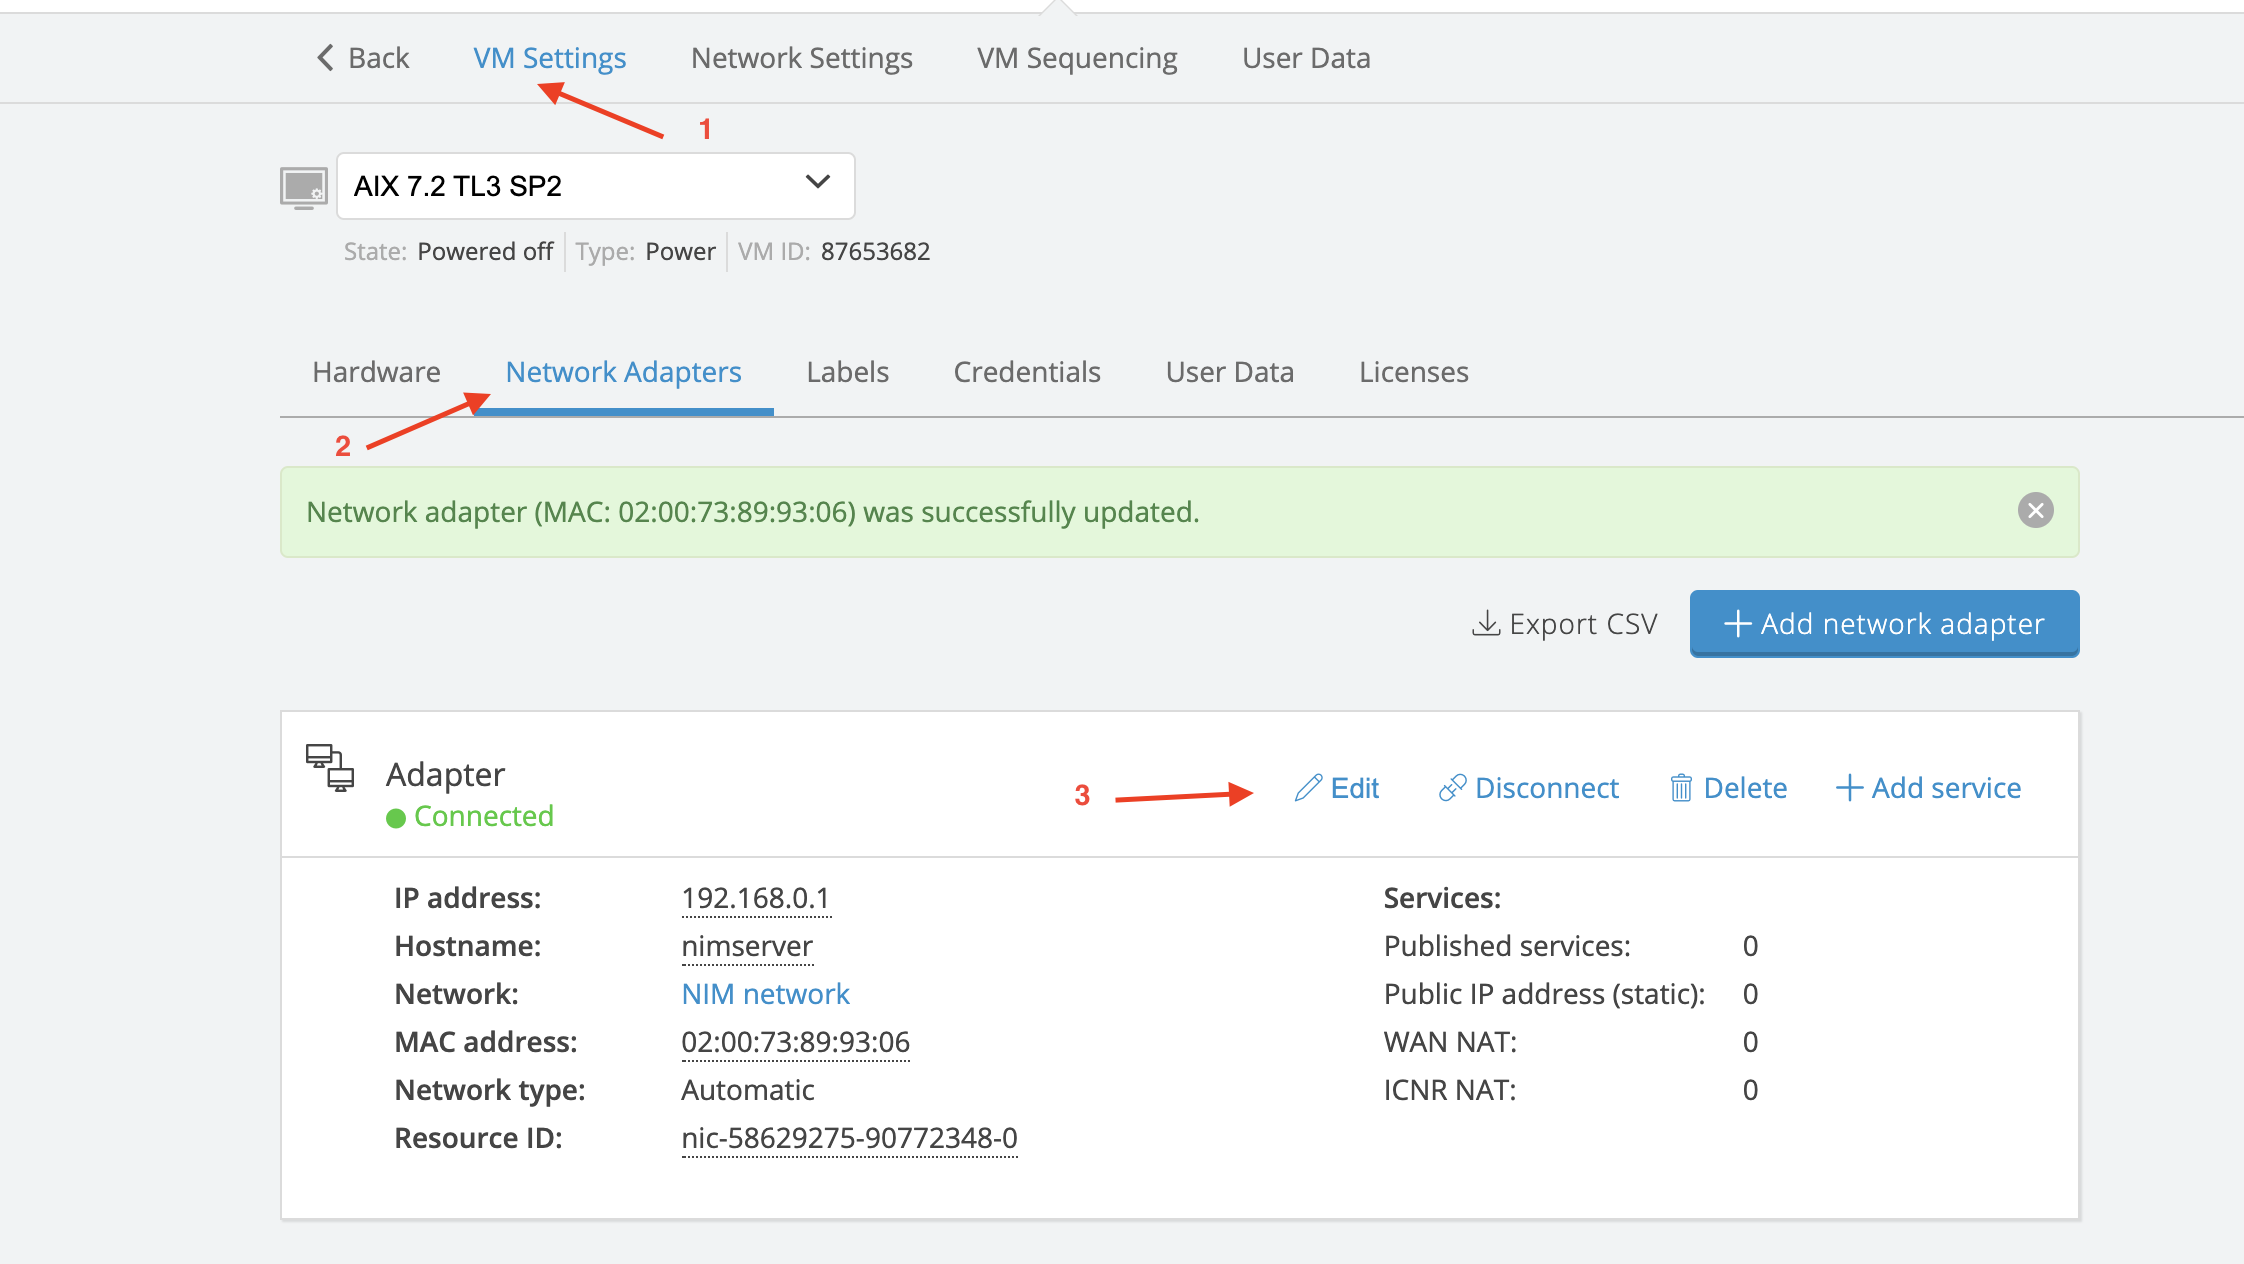 Back VM Settings Network Settings VM Sequencing User Data
1
AIX 7.2 TL3 SP2
State: Powered off Type: Power VM ID: 87653682
Hardware Network Adapters Labels Credentials User Data Licenses
2
Network adapter (MAC: 02:00:73:89:93:06) was successfully updated.
Export CSV Add network adapter
Adapter
Connected
3 Edit Disconnect Delete Add service
IP address: 192.168.0.1
Hostname: nimserver
Network: NIM network
MAC address: 02:00:73:89:93:06
Network type: Automatic
Resource ID: nic-58629275-90772348-0
Services:
Published services: 0
Public IP address (static): 0
WAN NAT: 0
ICNR NAT: 0